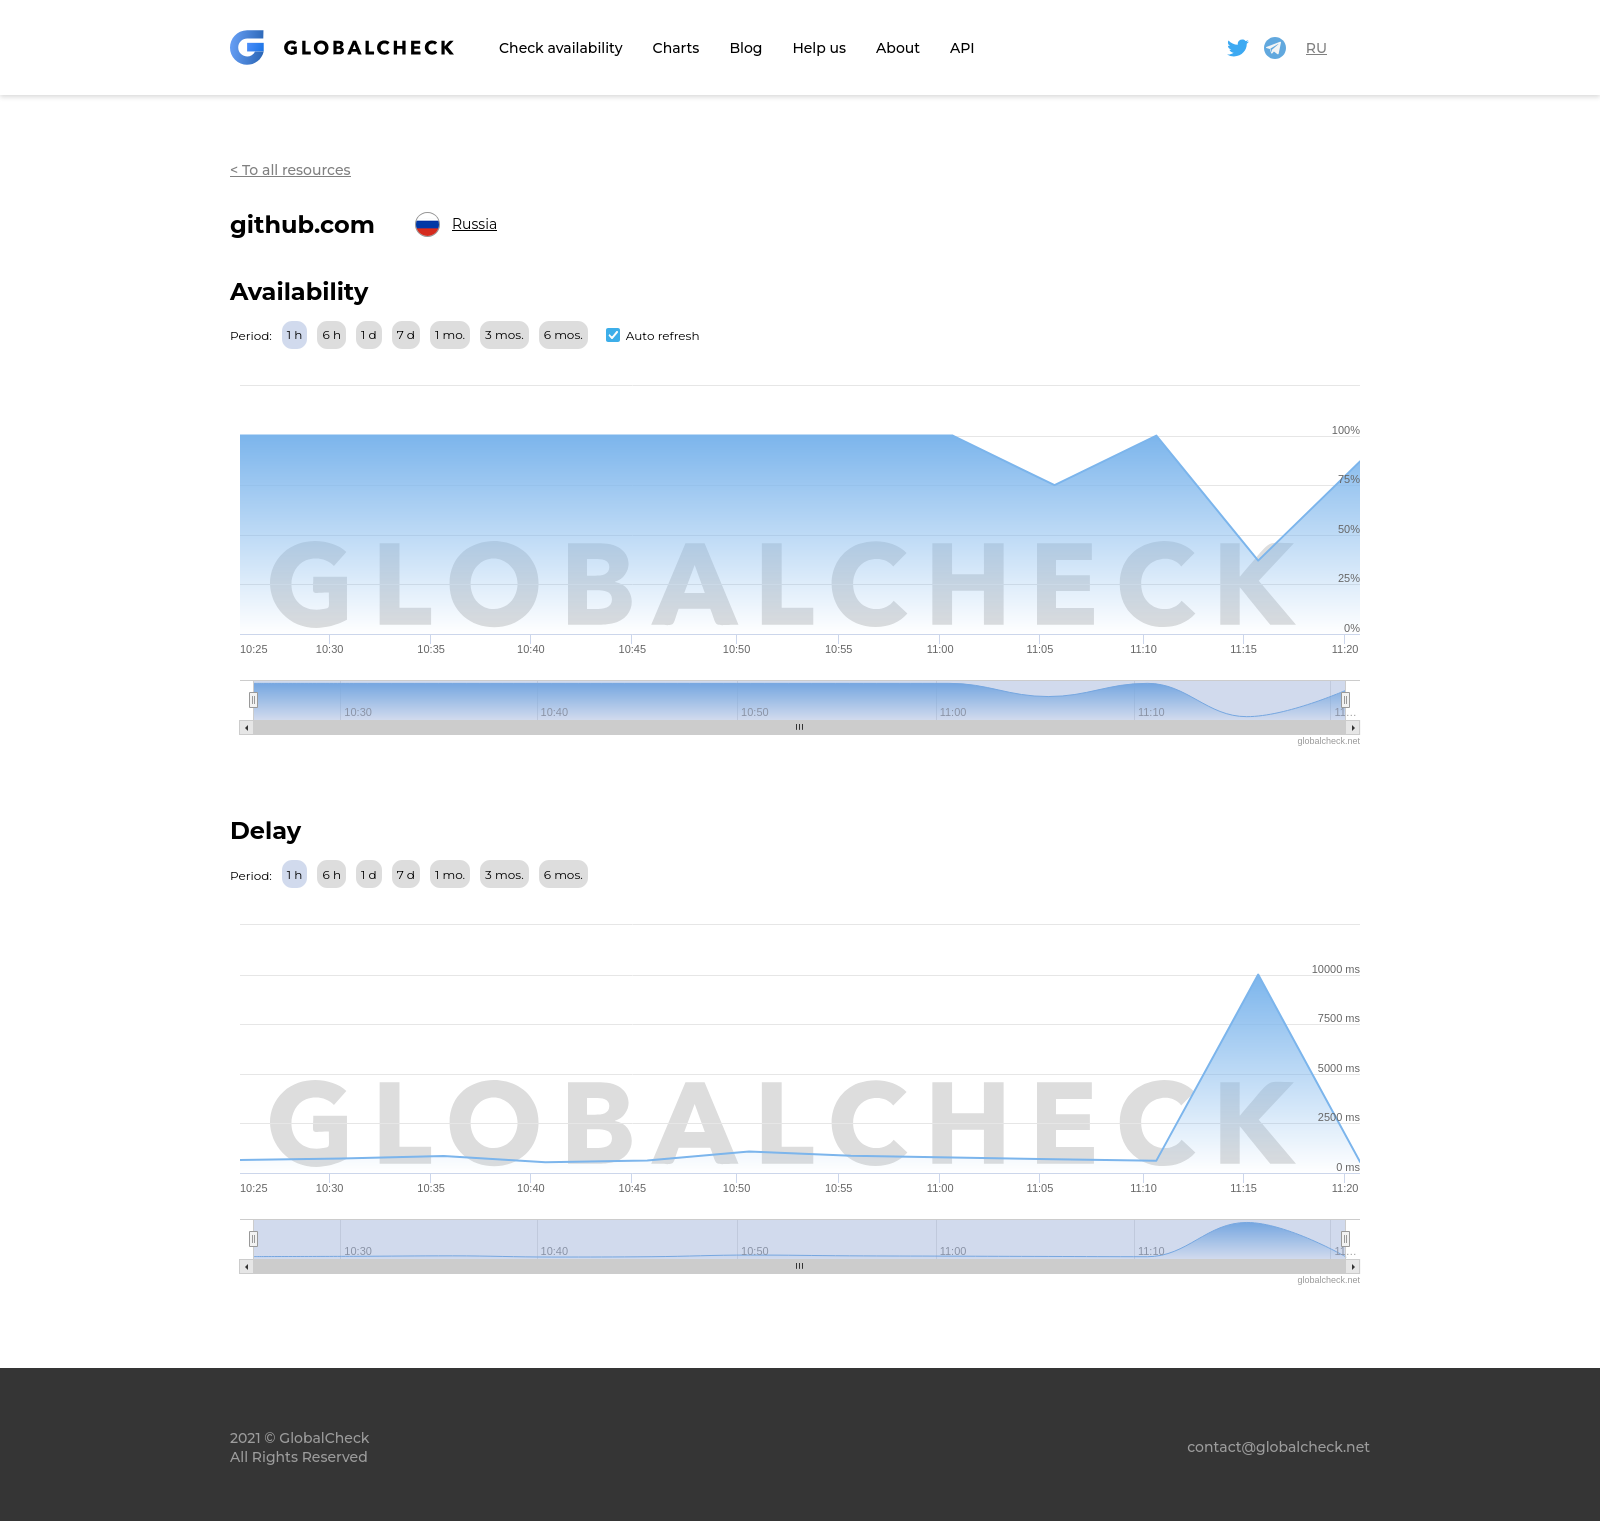 GLOBALCHECK
Check availability Charts Blog Help us About API
RU
< To all resources
github.com Russia
Availability
Period: 1 h 6 h 1 d 7 d 1 mo. 3 mos. 6 mos. Auto refresh
100%
75%
50%
25%
0%
GLOBALCHECK
10:25 10:30 10:35 10:40 10:45 10:50 10:55 11:00 11:05 11:10 11:15 11:20
10:30 10:40 10:50 11:00 11:10 11…
globalcheck.net
Delay
Period: 1 h 6 h 1 d 7 d 1 mo. 3 mos. 6 mos.
10000 ms
7500 ms
5000 ms
2500 ms
0 ms
GLOBALCHECK
10:25 10:30 10:35 10:40 10:45 10:50 10:55 11:00 11:05 11:10 11:15 11:20
10:30 10:40 10:50 11:00 11:10 11…
globalcheck.net
2021 © GlobalCheck
All Rights Reserved
contact@globalcheck.net